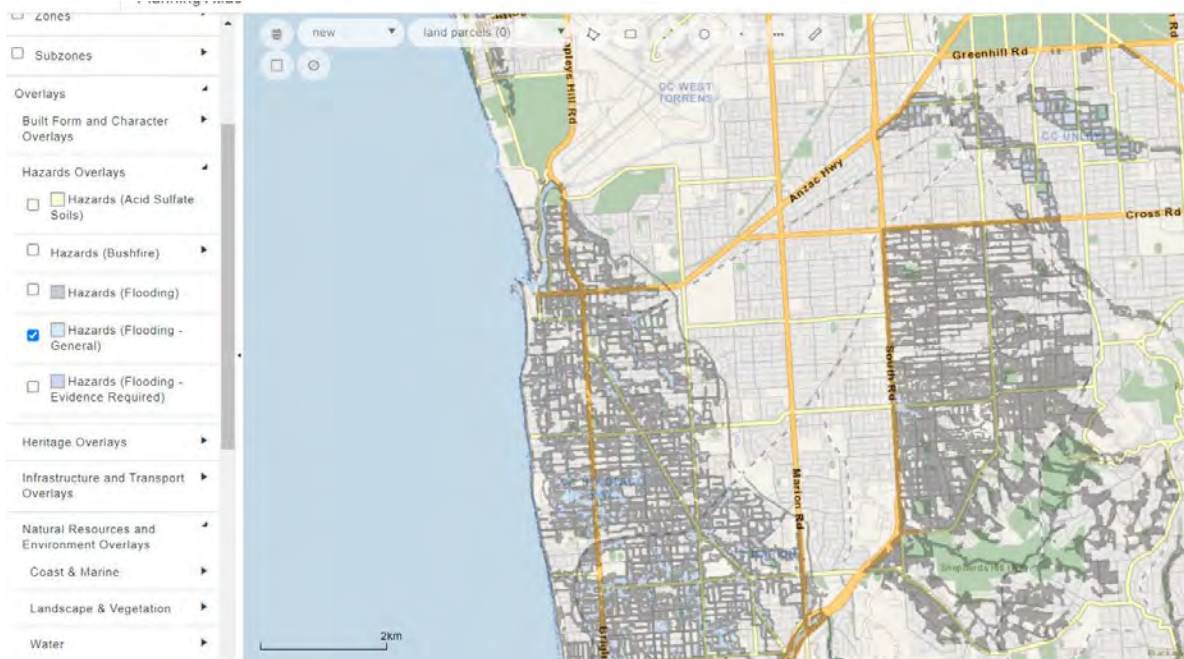 Zones
Subzones
Overlays
Built Form and Character
Overlays
Hazards Overlays
Hazards (Acid Sulfate
Soils)
Hazards (Bushfire)
Hazards (Flooding)
Hazards (Flooding -
General)
Hazards (Flooding -
Evidence Required)
Heritage Overlays
Infrastructure and Transport
Overlays
Natural Resources and
Environment Overlays
Coast & Marine
Landscape & Vegetation
Water
new
land parcels (0)
Greenhill Rd
CC WEST
TORRENS
Anzac Hwy
Cross Rd
South Rd
Marion Rd
2km